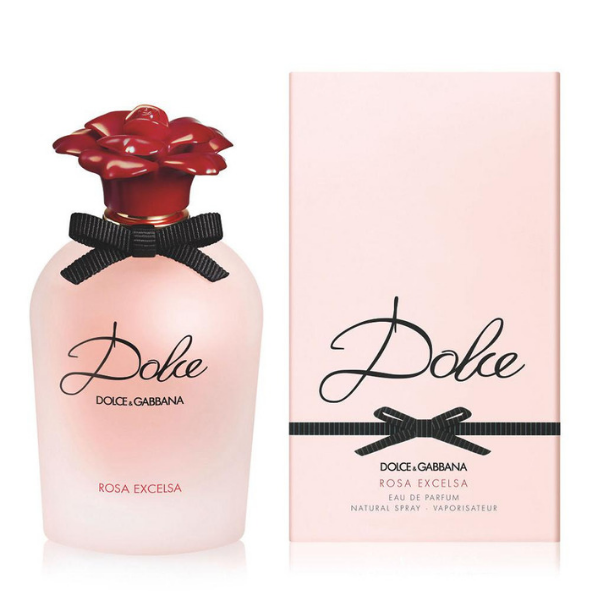 Dolce
DOLCE & GABBANA
ROSA EXCELSA
Dolce
DOLCE & GABBANA
ROSA EXCELSA
EAU DE PARFUM
NATURAL SPRAY - VAPORISATEUR